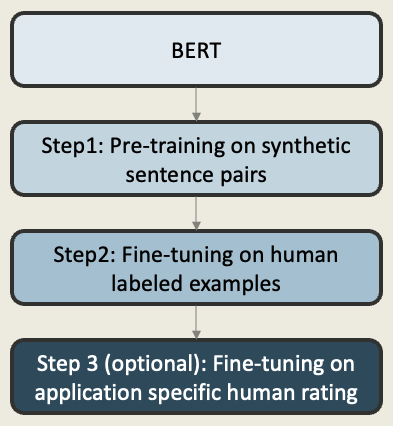 BERT
Step1: Pre-training on synthetic
sentence pairs
Step2: Fine-tuning on human
labeled examples
Step 3 (optional): Fine-tuning on
application specific human rating